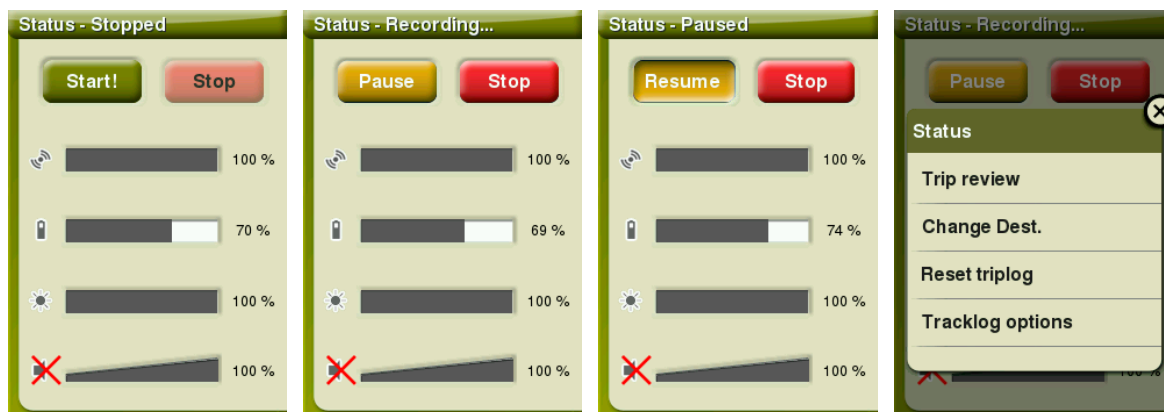 Status - Stopped
Start! Stop
100 %
70 %
100 %
100 %
Status - Recording...
Pause Stop
100 %
69 %
100 %
100 %
Status - Paused
Resume Stop
100 %
74 %
100 %
100 %
Status - Recording...
Pause Stop
Status
Trip review
Change Dest.
Reset triplog
Tracklog options
100 %